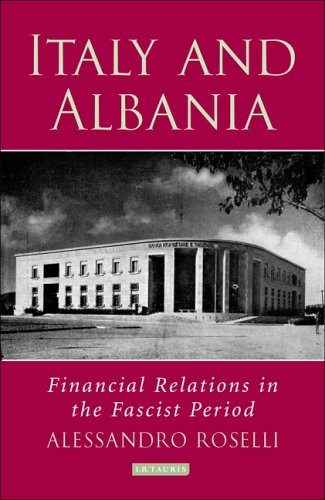 ITALY AND
ALBANIA
Financial Relations in
the Fascist Period
ALESSANDRO ROSELLI
I.B.TAURIS